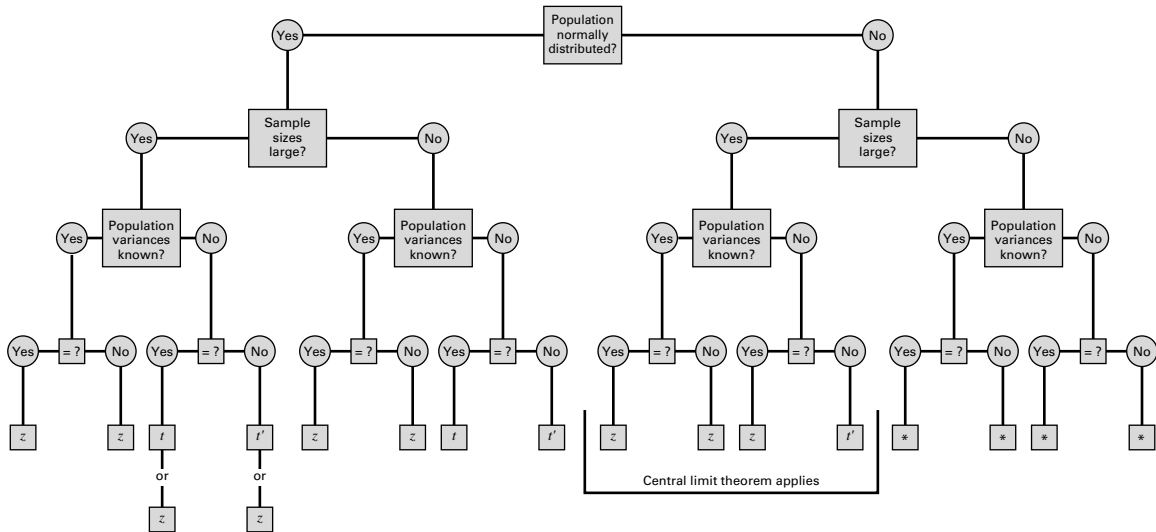 Population
normally
distributed?
Yes
No
Sample
sizes
large?
Yes
No
Sample
sizes
large?
Yes
No
Population
variances
known?
Yes
No
Population
variances
known?
Yes
No
Population
variances
known?
Yes
No
Population
variances
known?
Yes
No
Yes
= ?
No
Yes
= ?
No
Yes
= ?
No
Yes
= ?
No
Yes
= ?
No
Yes
= ?
No
Yes
= ?
No
Yes
= ?
No
z
z
t
t'
z
z
t
t'
z
z
z
t'
*
*
*
*
or
or
Central limit theorem applies
z
z